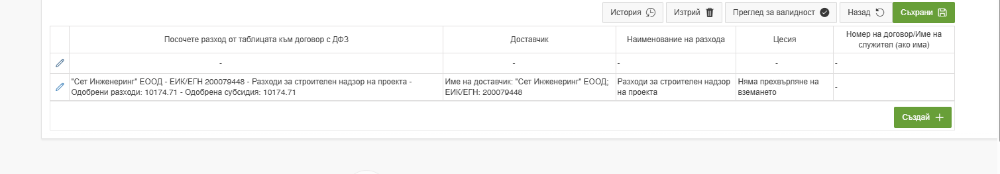 История Изтрий Преглед за валидност Назад Съхрани
Посочете разход от таблицата към договор с ДФЗ Доставчик Наименование на разхода Цесия Номер на договор/Име на
служител (ако има)
- - - - -
"Сет Инженеринг" ЕООД - ЕИК/ЕГН 200079448 - Разходи за строителен надзор на проекта - Име на доставчик: "Сет Инженеринг" ЕООД; Разходи за строителен надзор Няма прехвърляне на
Одобрени разходи: 10174.71 - Одобрена субсидия: 10174.71 ЕИК/ЕГН: 200079448 на проекта вземането -
Създай